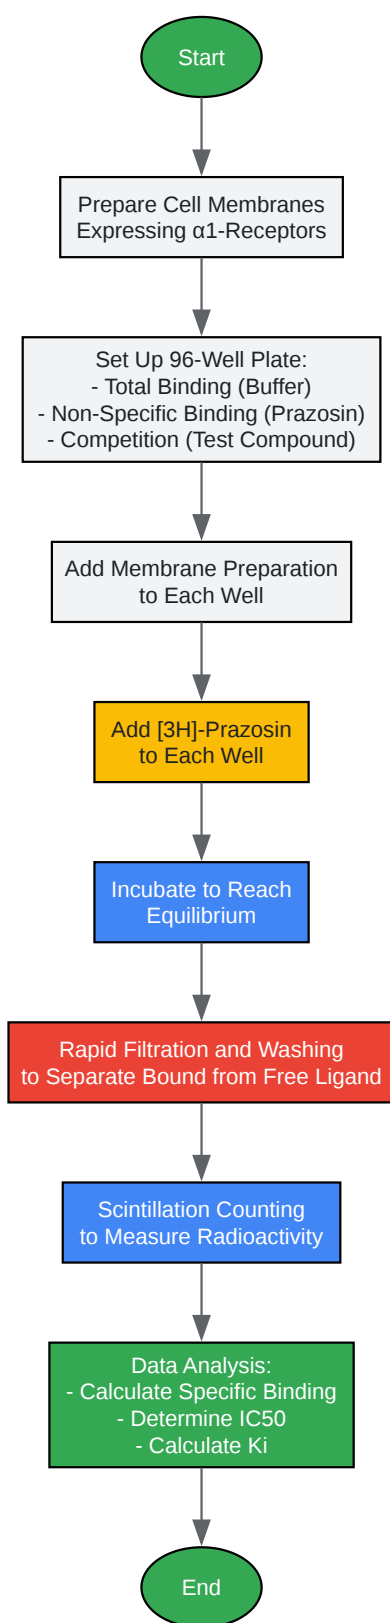 Start
Prepare Cell Membranes
Expressing α1-Receptors
Set Up 96-Well Plate:
- Total Binding (Buffer)
- Non-Specific Binding (Prazosin)
- Competition (Test Compound)
Add Membrane Preparation
to Each Well
Add [3H]-Prazosin
to Each Well
Incubate to Reach
Equilibrium
Rapid Filtration and Washing
to Separate Bound from Free Ligand
Scintillation Counting
to Measure Radioactivity
Data Analysis:
- Calculate Specific Binding
- Determine IC50
- Calculate Ki
End